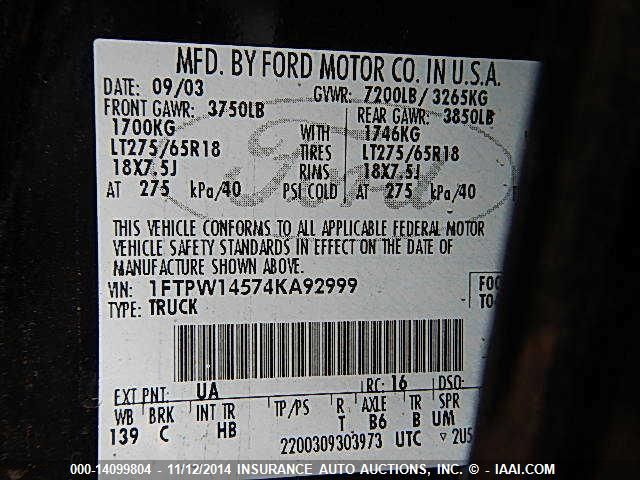 MFD. BY FORD MOTOR CO. IN U.S.A.
DATE: 09/03 GVWR: 7200LB/ 3265KG
FRONT GAWR: 3750LB REAR GAWR: 3850LB
1700KG WITH 1746KG
LT275/65R18 TIRES LT275/65R18
18X7.5J RIMS 18X7.5J
AT 275 kPa/40 PSI COLD AT 275 kPa/40
Ford
THIS VEHICLE CONFORMS TO ALL APPLICABLE FEDERAL MOTOR
VEHICLE SAFETY STANDARDS IN EFFECT ON THE DATE OF
MANUFACTURE SHOWN ABOVE.
VIN: 1FTPW14574KA92999 FOO
TYPE: TRUCK TO
EXT PNT: UA RC: 16 DSO:
WB BRK INT TR TP/PS R AXLE TR SPR
139 C HB T B6 B UM
2200309303973 UTC ▽ 2U5
000-14099804 - 11/12/2014 INSURANCE AUTO AUCTIONS, INC. - © IAAI.COM